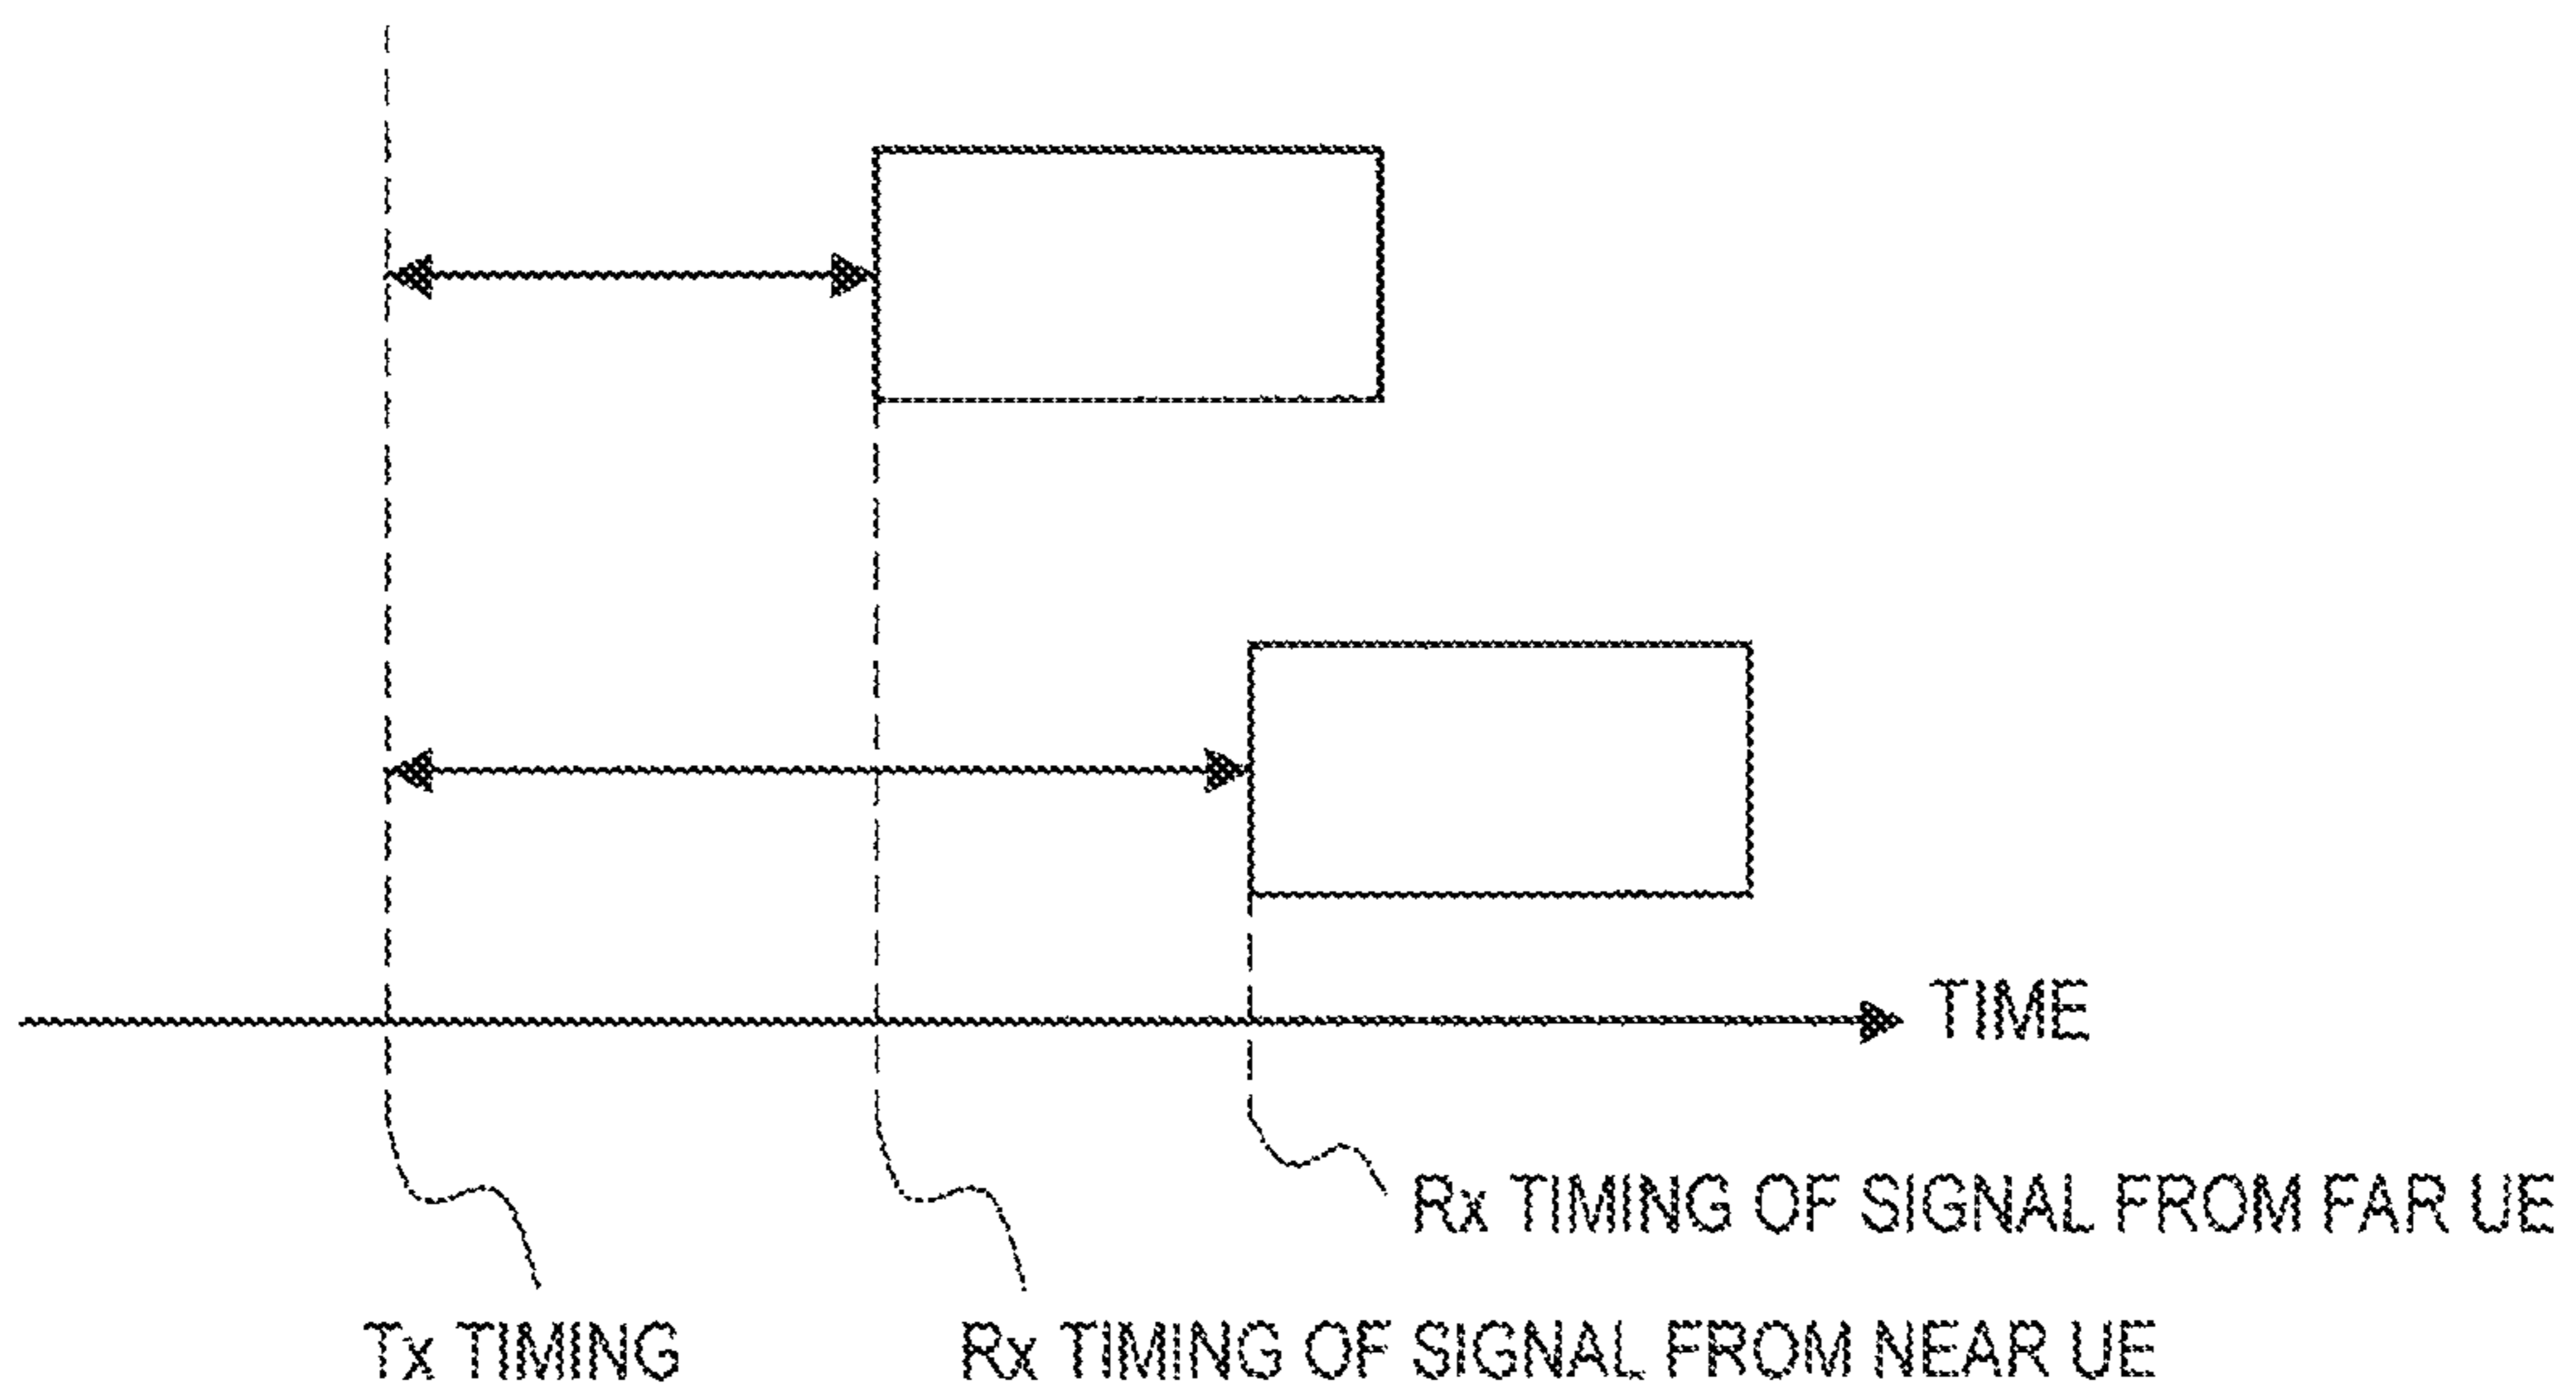 TIME
Rx TIMING OF SIGNAL FROM FAR UE
Tx TIMING
Rx TIMING OF SIGNAL FROM NEAR UE